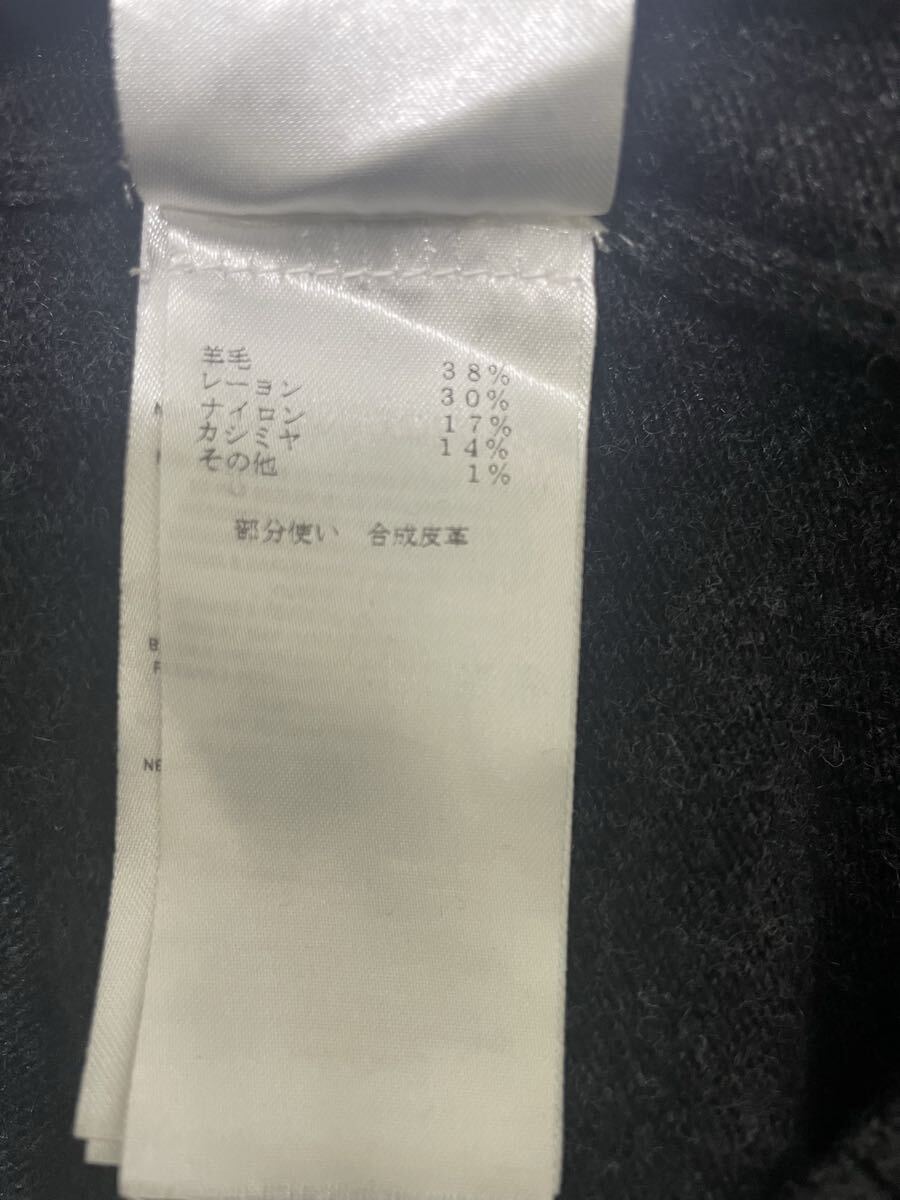 羊毛 38%
レーヨン 30%
ナイロン 17%
カシミヤ 14%
その他 1%
部分使い 合成皮革